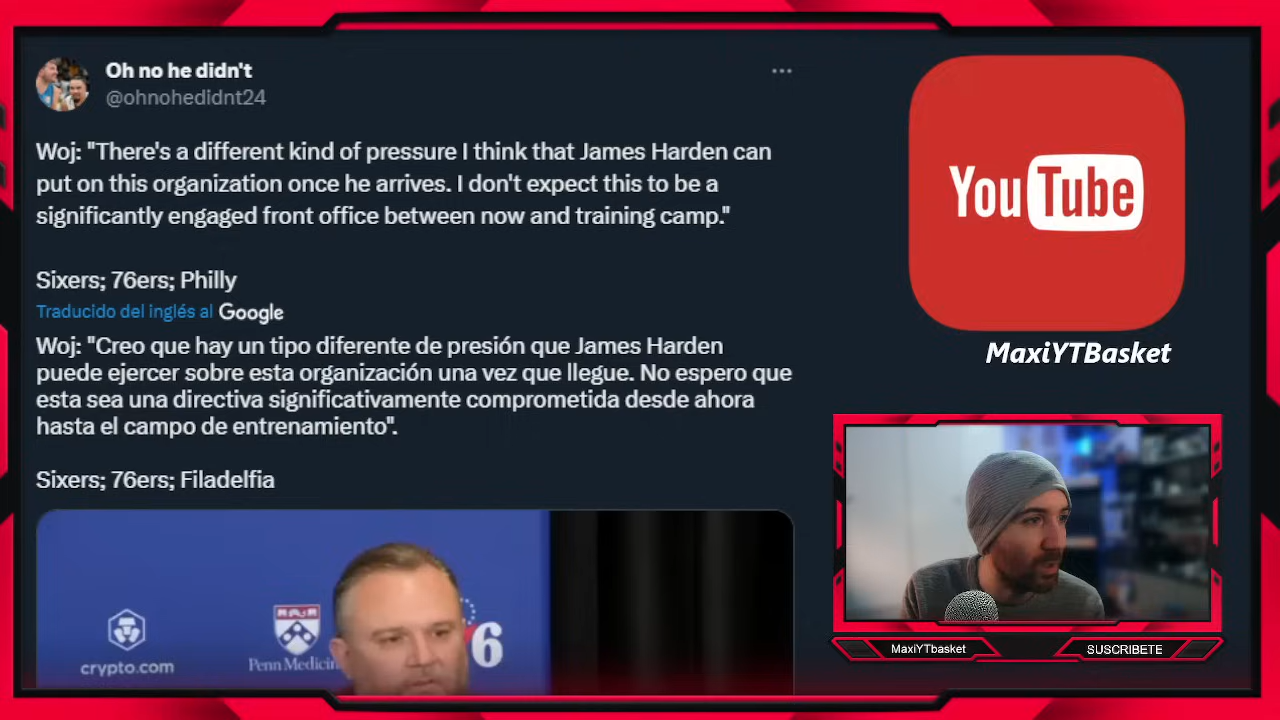 Oh no he didn't
@ohnohedidnt24
Woj: "There's a different kind of pressure I think that James Harden can
put on this organization once he arrives. I don't expect this to be a
significantly engaged front office between now and training camp."
Sixers; 76ers; Philly
Traducido del inglés al Google
Woj: "Creo que hay un tipo diferente de presión que James Harden
puede ejercer sobre esta organización una vez que llegue. No espero que
esta sea una directiva significativamente comprometida desde ahora
hasta el campo de entrenamiento".
Sixers; 76ers; Filadelfia
crypto.com
Penn Medicin
6
YouTube
MaxiYTBasket
MaxiYTbasket
SUSCRIBETE